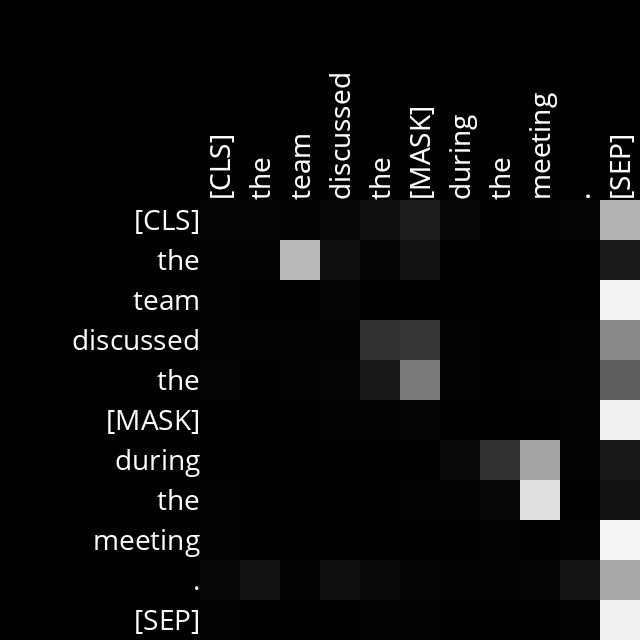 [CLS]
the
team
discussed
the
[MASK]
during
the
meeting
.
[SEP]
[CLS]
the
team
discussed
the
[MASK]
during
the
meeting
.
[SEP]